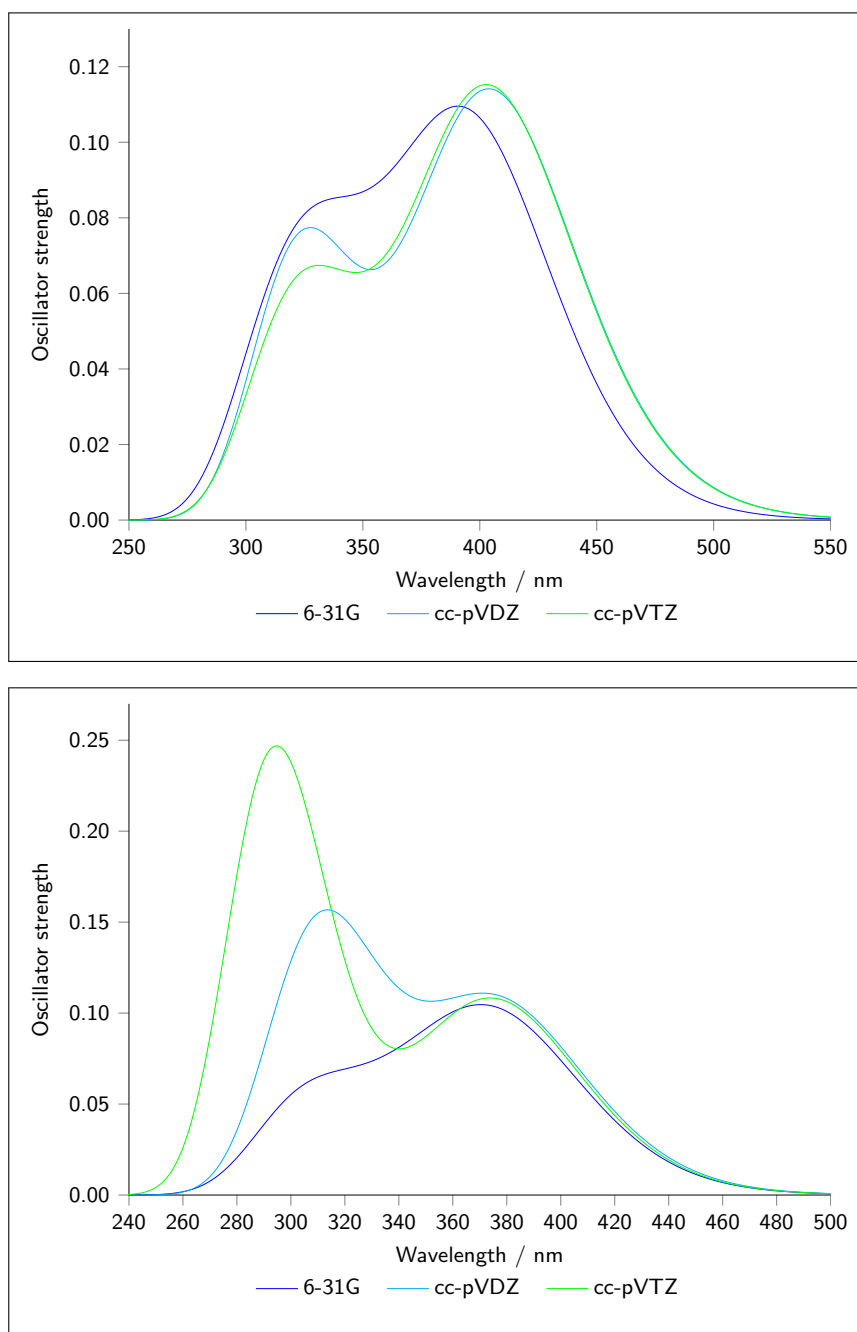 0.12
0.10
0.08
0.06
0.04
0.02
0.00
Oscillator strength
250 300 350 400 450 500 550
Wavelength / nm
6-31G cc-pVDZ cc-pVTZ
0.25
0.20
0.15
0.10
0.05
0.00
Oscillator strength
240 260 280 300 320 340 360 380 400 420 440 460 480 500
Wavelength / nm
6-31G cc-pVDZ cc-pVTZ